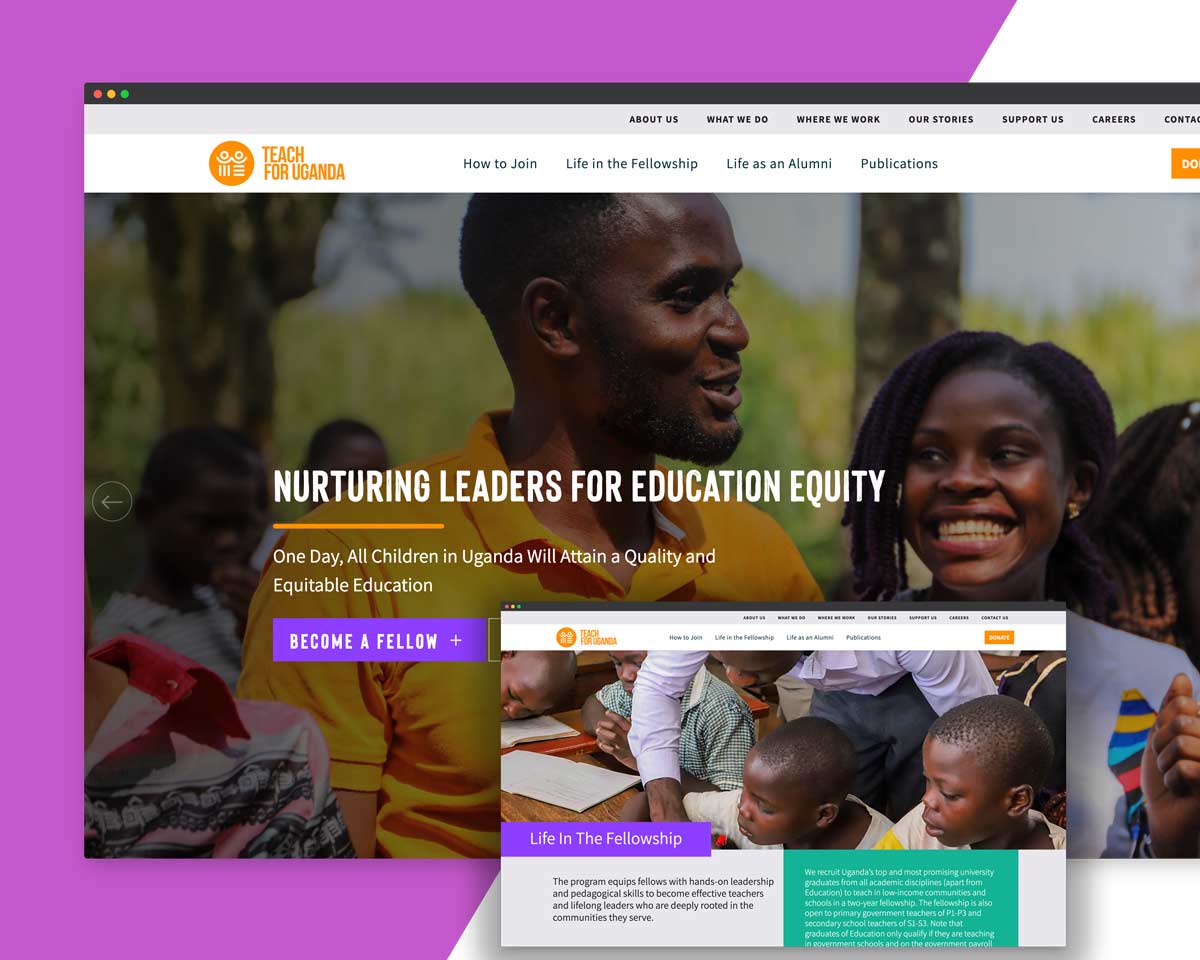 ABOUT US WHAT WE DO WHERE WE WORK OUR STORIES SUPPORT US CAREERS
TEACH
FOR UGANDA
How to Join Life in the Fellowship Life as an Alumni Publications
NURTURING LEADERS FOR EDUCATION EQUITY
One Day, All Children in Uganda Will Attain a Quality and
Equitable Education
BECOME A FELLOW +
ABOUT US WHAT WE DO WHERE WE WORK OUR STORIES SUPPORT US CAREERS CONTACT US
TEACH
FOR UGANDA
How to Join Life in the Fellowship Life as an Alumni Publications DONATE
Life In The Fellowship
The program equips fellows with hands-on leadership
and pedagogical skills to become effective teachers
and lifelong leaders who are deeply rooted in the
communities they serve.
We recruit Uganda's top and most promising university
graduates from all academic disciplines (apart from
Education) to teach in low-income communities and
schools in a two-year fellowship. The fellowship is also
open to primary government teachers of P1-P3 and
secondary school teachers of S1-S3. Note that
graduates of Education only qualify if they are teaching
in government schools and on the government payroll